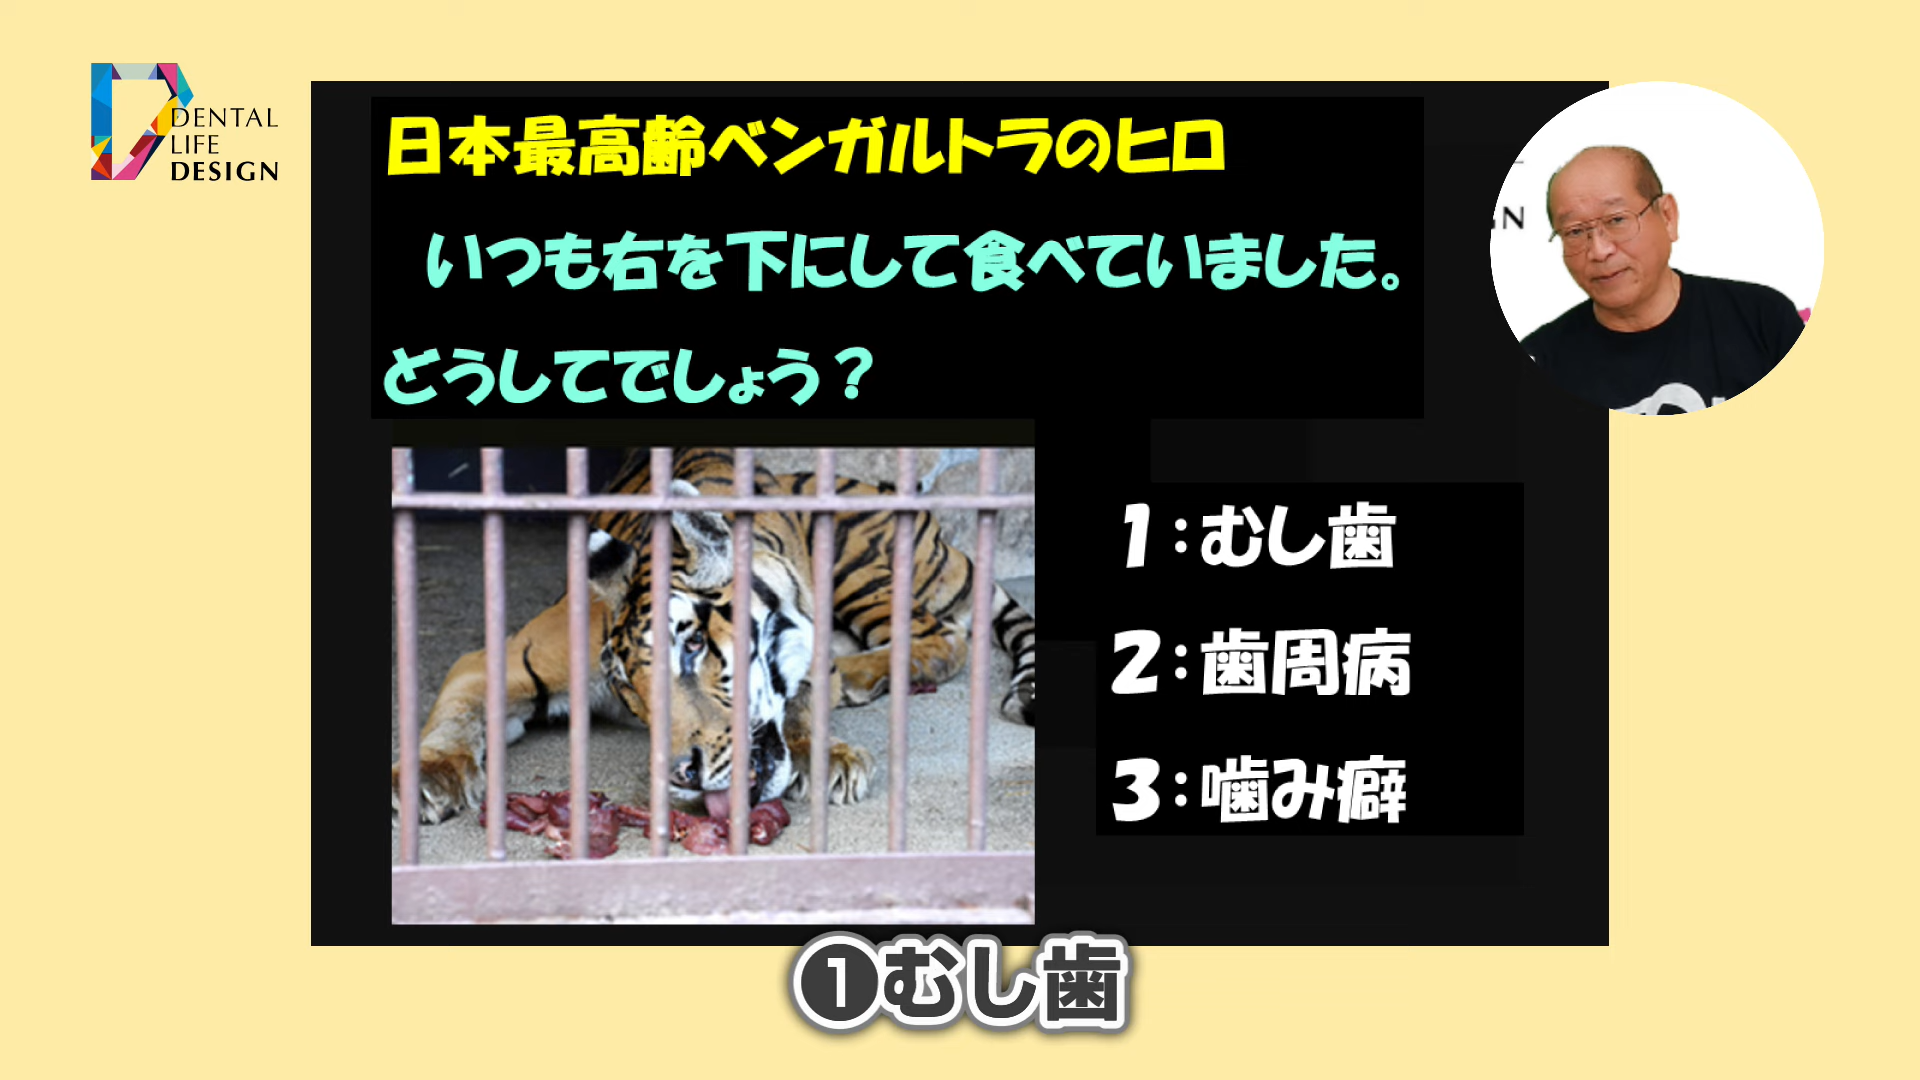 DENTAL
LIFE
DESIGN
日本最高齢ベンガルトラのヒロ
いつも右を下にして食べていました。
どうしてでしょう？
1：むし歯
2：歯周病
3：噛み癖
❶むし歯